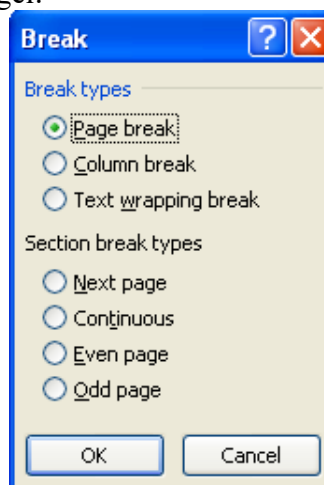 ger.
Break
Break types
Page break
Column break
Text wrapping break
Section break types
Next page
Continuous
Even page
Odd page
OK Cancel